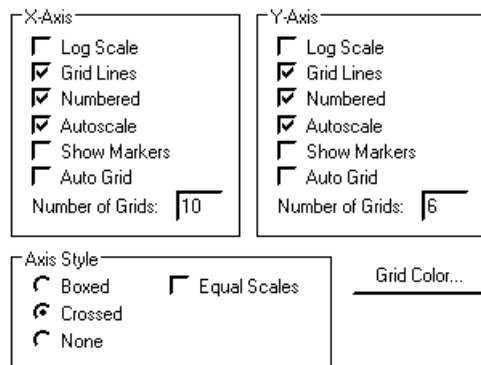 X-Axis
Log Scale
Grid Lines
Numbered
Autoscale
Show Markers
Auto Grid
Number of Grids: 10
Y-Axis
Log Scale
Grid Lines
Numbered
Autoscale
Show Markers
Auto Grid
Number of Grids: 6
Axis Style
Boxed
Equal Scales
Crossed
None
Grid Color...